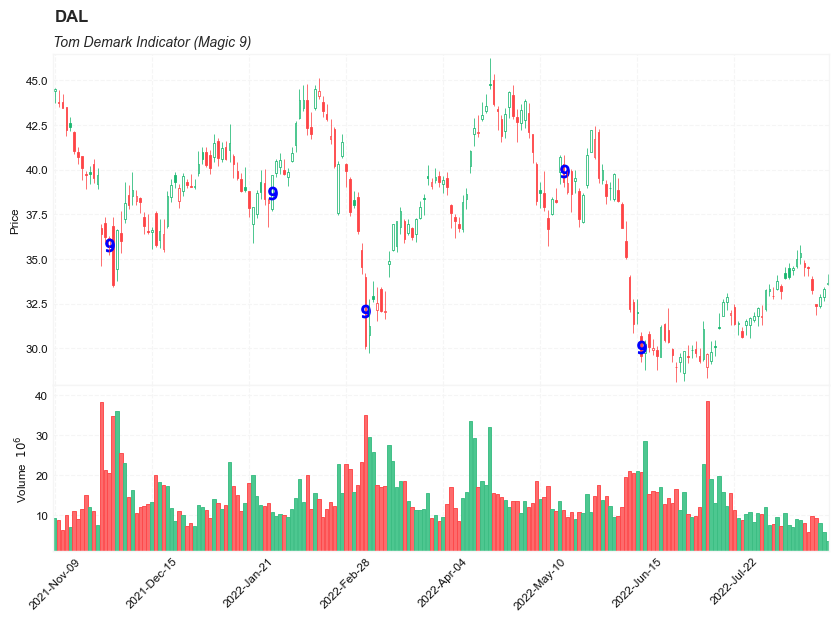 DAL
Tom Demark Indicator (Magic 9)
45.0
42.5
40.0
37.5
35.0
32.5
30.0
Price
9
9
9
9
9
9
40
30
20
10
Volume 10^6
2021-Nov-09
2021-Dec-15
2022-Jan-21
2022-Feb-28
2022-Apr-04
2022-May-10
2022-Jun-15
2022-Jul-22